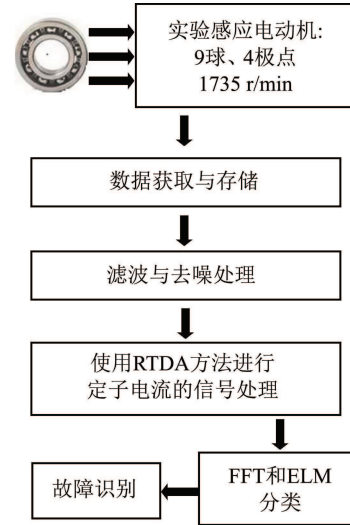 实验感应电动机:
9球、4极点
1735 r/min
数据获取与存储
滤波与去噪处理
使用RTDA方法进行
定子电流的信号处理
FFT和ELM
分类
故障识别